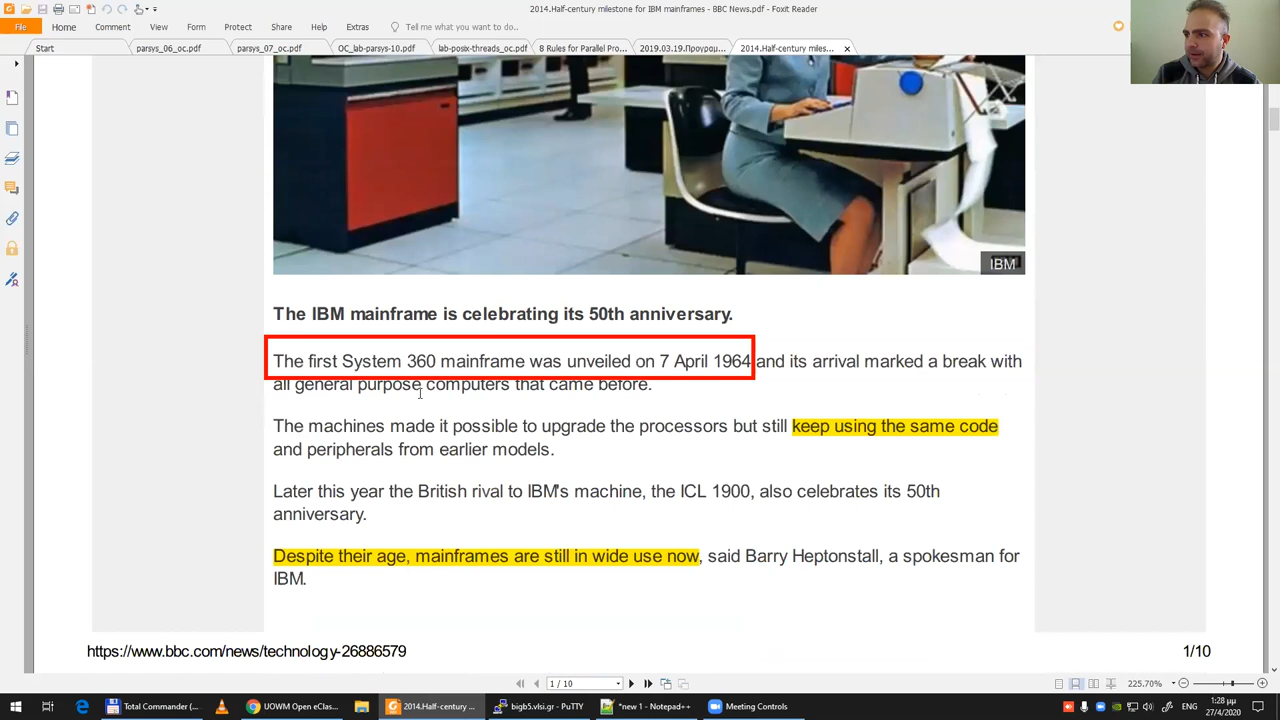 2014.Half-century milestone for IBM mainframes - BBC News.pdf - Foxit Reader
File Home Comment View Form Protect Share Help Extras Tell me what you want to do...
Start parsys_06_oc.pdf parsys_07_oc.pdf OC_lab-parsys-10.pdf lab-posix-threads_oc.pdf 8 Rules for Parallel Pro... 2019.03.19.Προγραμ... 2014.Half-century miles...
IBM
The IBM mainframe is celebrating its 50th anniversary.
The first System 360 mainframe was unveiled on 7 April 1964 and its arrival marked a break with
all general purpose computers that came before.
The machines made it possible to upgrade the processors but still keep using the same code
and peripherals from earlier models.
Later this year the British rival to IBM's machine, the ICL 1900, also celebrates its 50th
anniversary.
Despite their age, mainframes are still in wide use now, said Barry Heptonstall, a spokesman for
IBM.
https://www.bbc.com/news/technology-26886579 1/10
1 / 10 225.70%
Total Commander (... UOWM Open eClass... 2014.Half-century ... bigb5.vlsi.gr - PuTTY *new 1 - Notepad++ Meeting Controls 1:28 μμ
27/4/2020